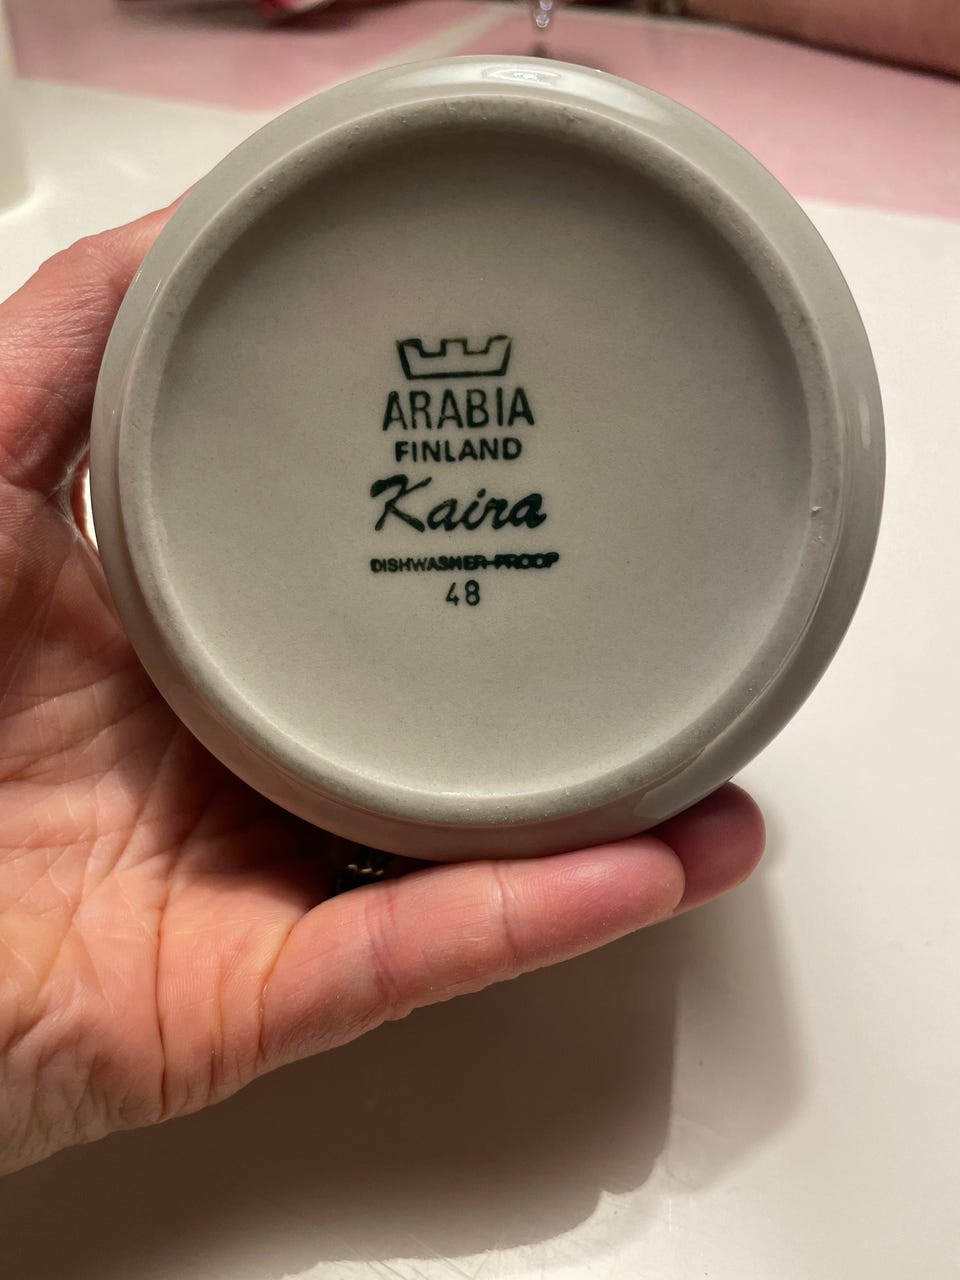 ARABIA
FINLAND
Kaira
DISHWASHER PROOF
48